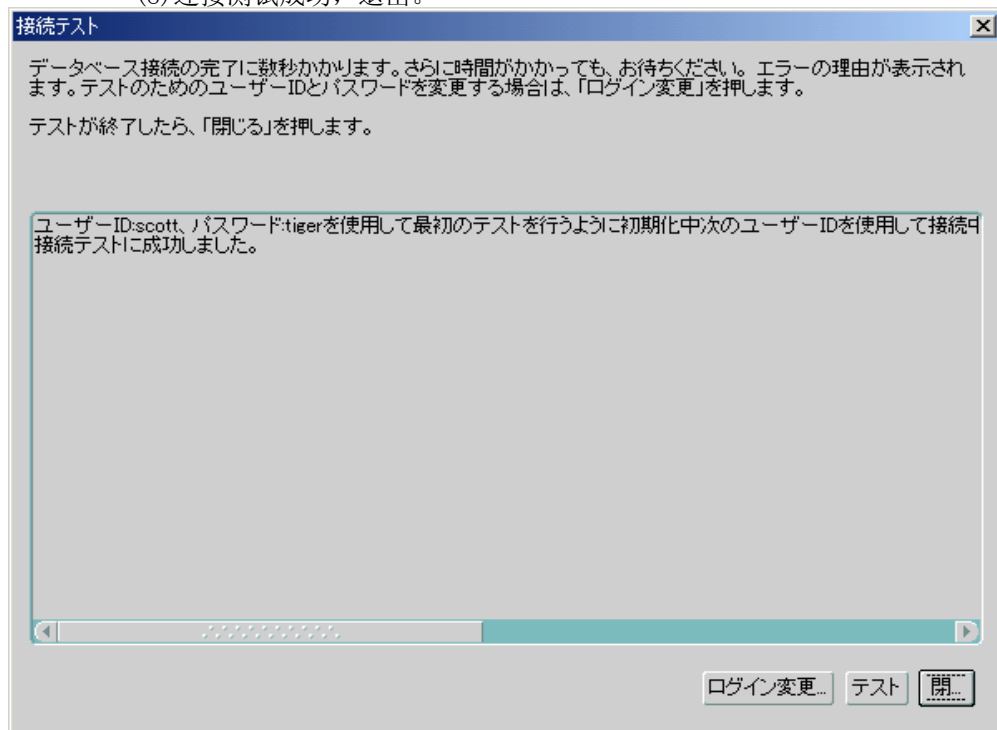 连接测试成功，退出。
接続テスト
データベース接続の完了に数秒かかります。さらに時間がかかっても、お待ちください。エラーの理由が表示され
ます。テストのためのユーザーIDとパスワードを変更する場合は、「ログイン変更」を押します。
テストが終了したら、「閉じる」を押します。
ユーザーID:scott、パスワード:tigerを使用して最初のテストを行うように初期化中次のユーザーIDを使用して接続中
接続テストに成功しました。
ログイン変更...
テスト
閉...